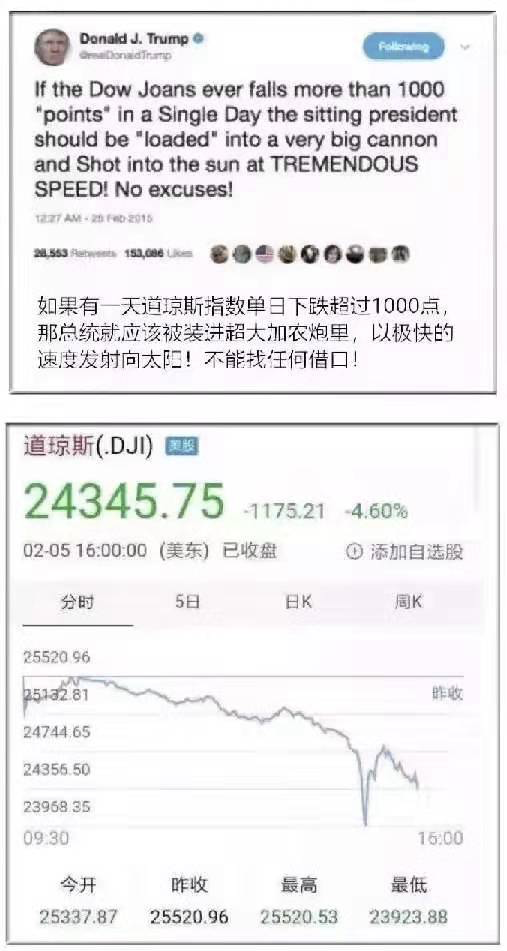 Donald J. Trump
@realDonaldTrump
Following
If the Dow Joans ever falls more than 1000
"points" in a Single Day the sitting president
should be "loaded" into a very big cannon
and Shot into the sun at TREMENDOUS
SPEED! No excuses!
12:27 AM - 25 Feb 2015
28,553 Retweets 153,086 Likes
如果有一天道琼斯指数单日下跌超过1000点，
那总统就应该被装进超大加农炮里，以极快的
速度发射向太阳！不能找任何借口！
道琼斯(.DJI) 美股
24345.75 -1175.21 -4.60%
02-05 16:00:00 (美东) 已收盘 添加自选股
分时 5日 日K 周K
25520.96
25132.81 昨收
24744.65
24356.50
23968.35
09:30 16:00
今开 昨收 最高 最低
25337.87 25520.96 25520.53 23923.88